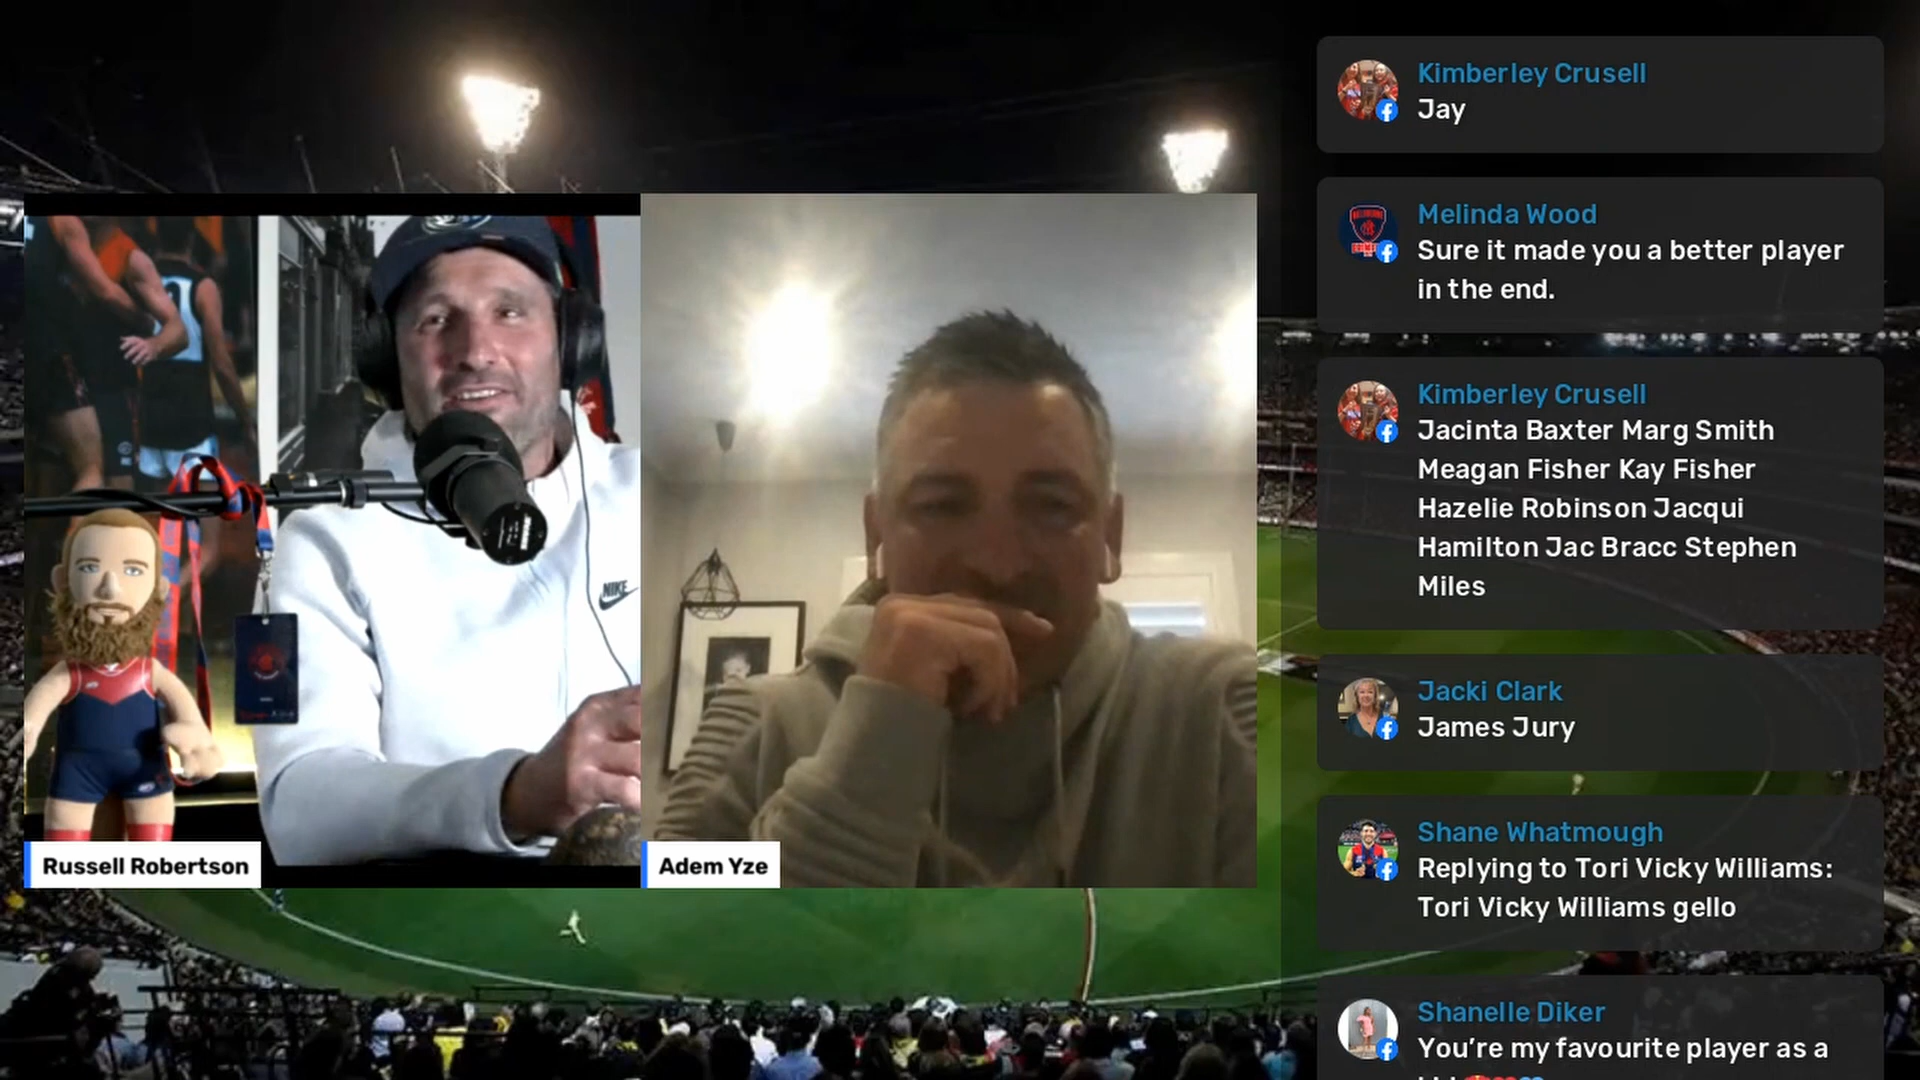 Kimberley Crusell
Jay
Melinda Wood
Sure it made you a better player
in the end.
Kimberley Crusell
Jacinta Baxter Marg Smith
Meagan Fisher Kay Fisher
Hazelie Robinson Jacqui
Hamilton Jac Bracc Stephen
Miles
Jacki Clark
James Jury
Shane Whatmough
Replying to Tori Vicky Williams:
Tori Vicky Williams gello
Shanelle Diker
You’re my favourite player as a
NIKE
Russell Robertson
Adem Yze